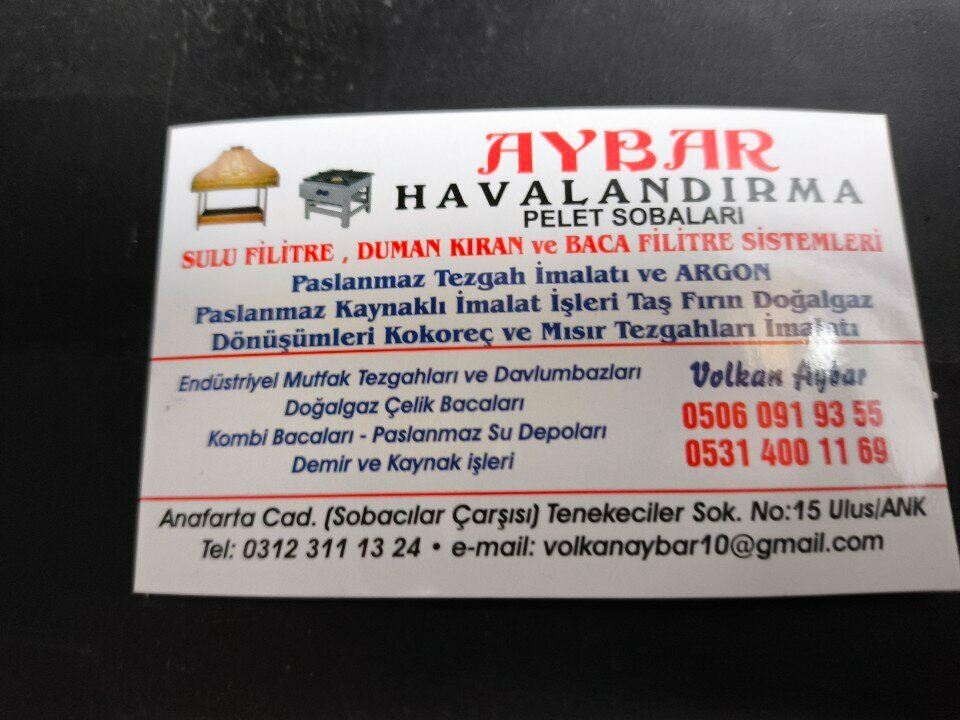 AYBAR
HAVALANDIRMA
PELET SOBALARI
SULU FİLİTRE , DUMAN KIRAN ve BACA FİLİTRE SİSTEMLERİ
Paslanmaz Tezgah İmalatı ve ARGON
Paslanmaz Kaynaklı İmalat İşleri Taş Fırın Doğalgaz
Dönüşümleri Kokoreç ve Mısır Tezgahları İmalatı
Endüstriyel Mutfak Tezgahları ve Davlumbazları
Doğalgaz Çelik Bacaları
Kombi Bacaları - Paslanmaz Su Depoları
Demir ve Kaynak işleri
Volkan Aybar
0506 091 93 55
0531 400 11 69
Anafarta Cad. (Sobacılar Çarşısı) Tenekeciler Sok. No:15 Ulus/ANK
Tel: 0312 311 13 24 • e-mail: volkanaybar10@gmail.com